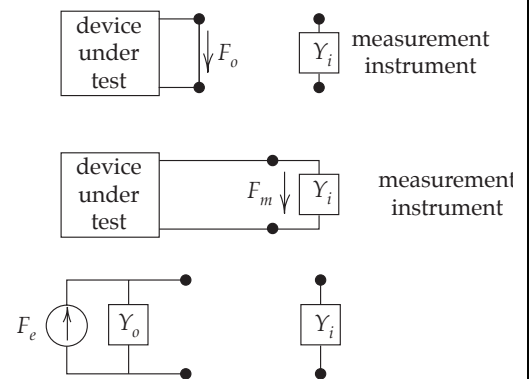 device
under
test
F_o
Y_i
measurement
instrument
device
under
test
F_m
Y_i
measurement
instrument
F_e
Y_o
Y_i